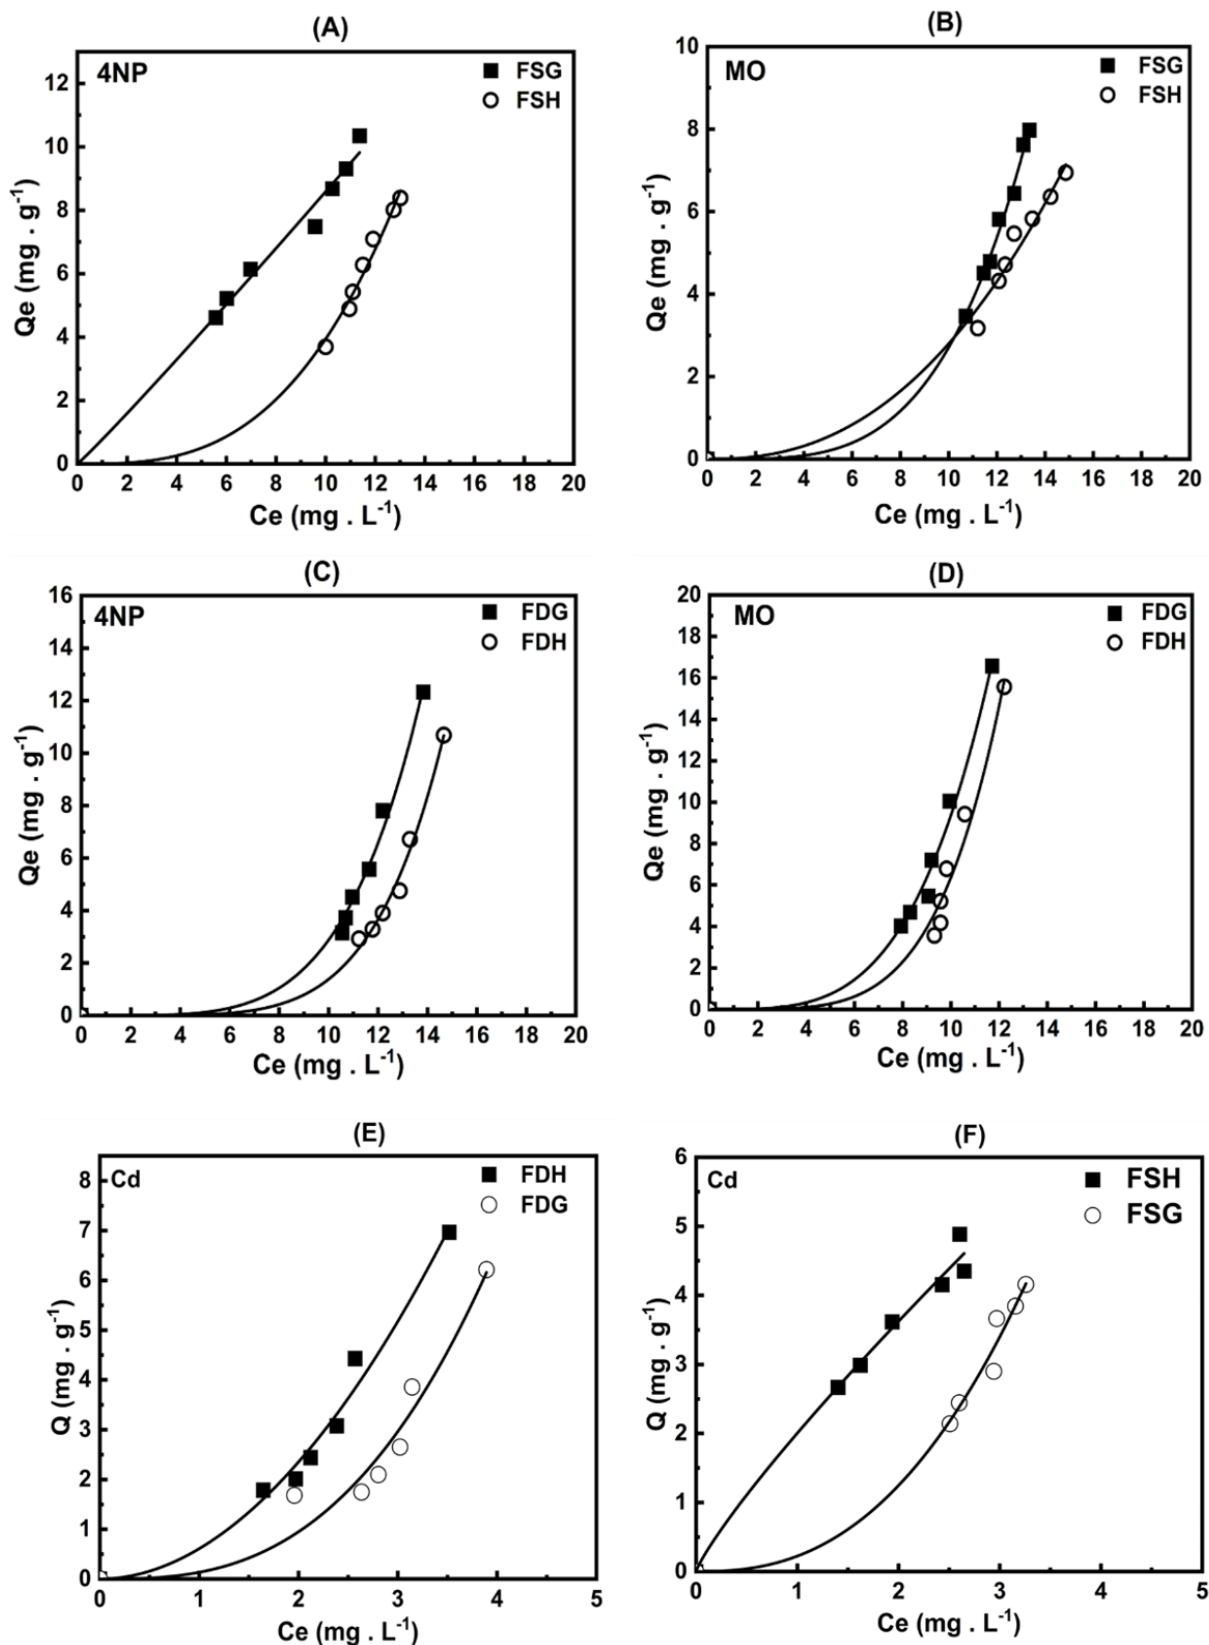 (A)
4NP
FSG
FSH
12
10
8
6
4
2
0
Qe (mg . g⁻¹)
0 2 4 6 8 10 12 14 16 18 20
Ce (mg . L⁻¹)
(B)
MO
FSG
FSH
10
8
6
4
2
0
Qe (mg . g⁻¹)
0 2 4 6 8 10 12 14 16 18 20
Ce (mg . L⁻¹)
(C)
4NP
FDG
FDH
16
14
12
10
8
6
4
2
0
Qe (mg . g⁻¹)
0 2 4 6 8 10 12 14 16 18 20
Ce (mg . L⁻¹)
(D)
MO
FDG
FDH
20
18
16
14
12
10
8
6
4
2
0
Qe (mg . g⁻¹)
0 2 4 6 8 10 12 14 16 18 20
Ce (mg . L⁻¹)
(E)
Cd
FDH
FDG
8
7
6
5
4
3
2
1
0
Q (mg . g⁻¹)
0 1 2 3 4 5
Ce (mg . L⁻¹)
(F)
Cd
FSH
FSG
6
5
4
3
2
1
0
Q (mg . g⁻¹)
0 1 2 3 4 5
Ce (mg . L⁻¹)